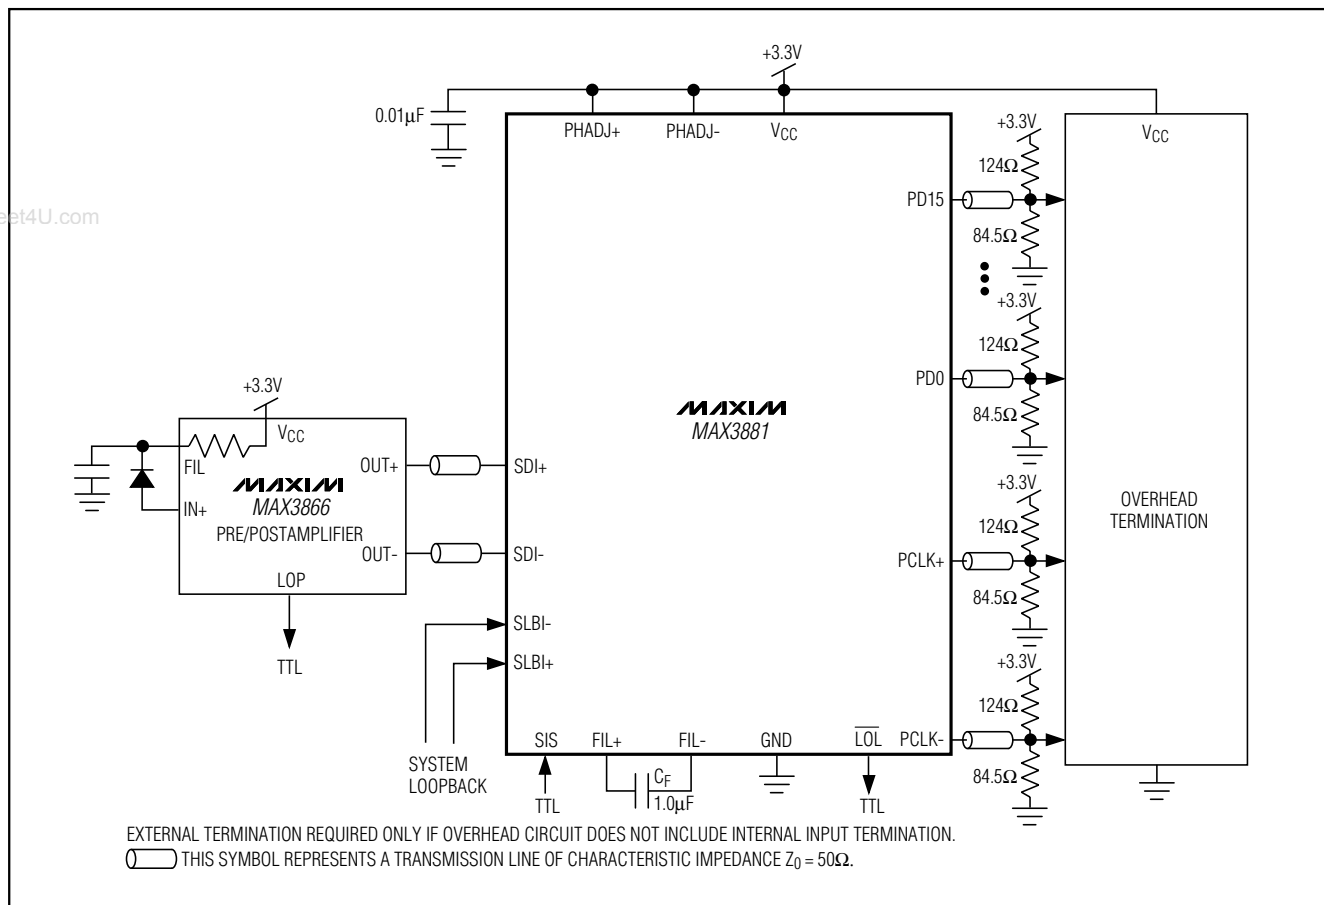 +3.3V
0.01μF
PHADJ+
PHADJ-
VCC
VCC
+3.3V
124Ω
PD15
84.5Ω
eet4U.com
+3.3V
124Ω
PD0
84.5Ω
MAXIM
MAX3881
+3.3V
VCC
FIL
OUT+
SDI+
MAXIM
MAX3866
PRE/POSTAMPLIFIER
IN+
OUT-
SDI-
LOP
TTL
+3.3V
124Ω
PCLK+
84.5Ω
OVERHEAD
TERMINATION
SLBI-
SLBI+
SYSTEM
LOOPBACK
+3.3V
124Ω
PCLK-
84.5Ω
SIS
FIL+
FIL-
GND
LOL
TTL
CF
1.0μF
TTL
EXTERNAL TERMINATION REQUIRED ONLY IF OVERHEAD CIRCUIT DOES NOT INCLUDE INTERNAL INPUT TERMINATION.
THIS SYMBOL REPRESENTS A TRANSMISSION LINE OF CHARACTERISTIC IMPEDANCE Z0 = 50Ω.